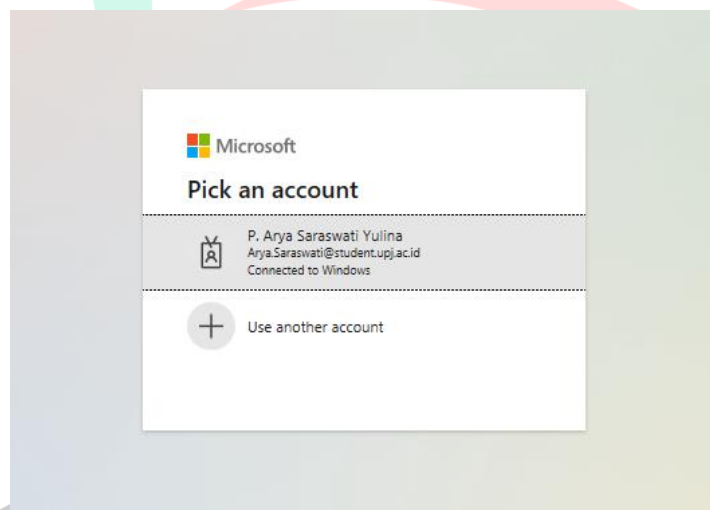 Microsoft
Pick an account
P. Arya Saraswati Yulina
Arya.Saraswati@student.upj.ac.id
Connected to Windows
Use another account